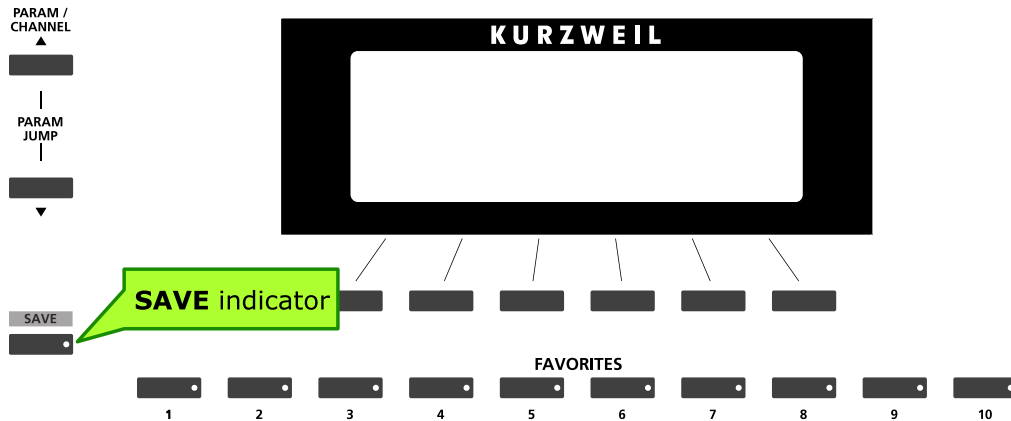 PARAM /
CHANNEL
PARAM
JUMP
KURZWEIL
SAVE indicator
SAVE
FAVORITES
1 2 3 4 5 6 7 8 9 10